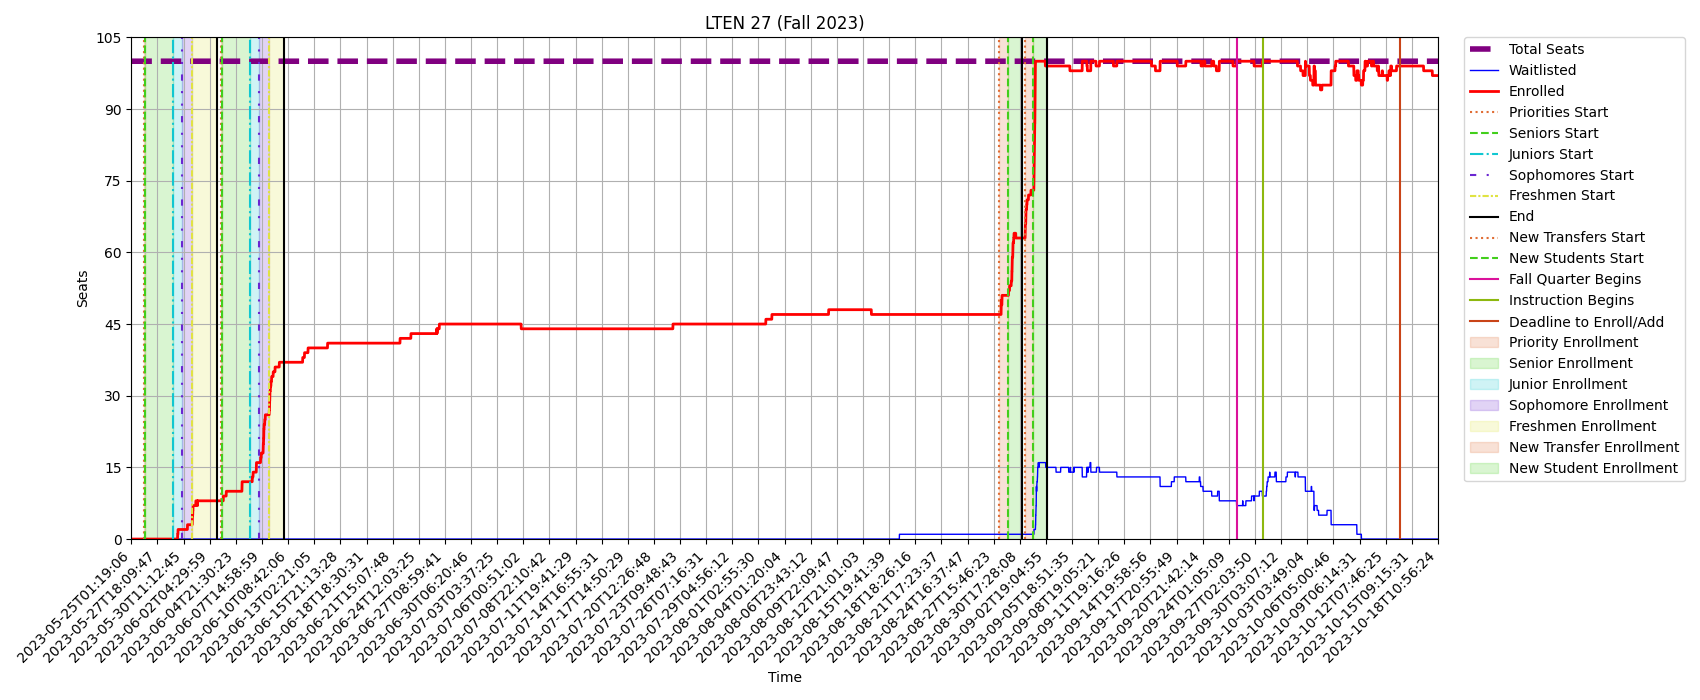 LTEN 27 (Fall 2023)
105
90
75
60
45
30
15
0
Seats
2023-05-25T01:19:06
2023-05-27T18:09:47
2023-05-30T11:12:45
2023-06-02T04:29:59
2023-06-04T21:30:23
2023-06-07T14:58:59
2023-06-10T08:42:06
2023-06-13T02:21:05
2023-06-15T21:13:28
2023-06-18T18:30:31
2023-06-21T15:07:48
2023-06-24T12:03:25
2023-06-27T08:59:41
2023-06-30T06:20:46
2023-07-03T03:37:25
2023-07-06T00:51:02
2023-07-08T22:10:42
2023-07-11T19:41:29
2023-07-14T16:55:31
2023-07-17T14:50:29
2023-07-20T12:26:48
2023-07-23T09:48:43
2023-07-26T07:16:31
2023-07-29T04:56:12
2023-08-01T02:55:30
2023-08-04T01:20:04
2023-08-06T23:43:12
2023-08-09T22:09:47
2023-08-12T21:01:03
2023-08-15T19:41:39
2023-08-18T18:26:16
2023-08-21T17:23:37
2023-08-24T16:37:47
2023-08-27T15:46:23
2023-08-30T17:28:08
2023-09-02T19:04:55
2023-09-05T18:51:35
2023-09-08T19:05:21
2023-09-11T19:16:26
2023-09-14T19:58:56
2023-09-17T20:55:49
2023-09-20T21:42:14
2023-09-24T01:05:09
2023-09-27T02:03:50
2023-09-30T03:07:12
2023-10-03T03:49:04
2023-10-06T05:00:46
2023-10-09T06:14:31
2023-10-12T07:46:25
2023-10-15T09:15:31
2023-10-18T10:56:24
Time
Total Seats
Waitlisted
Enrolled
Priorities Start
Seniors Start
Juniors Start
Sophomores Start
Freshmen Start
End
New Transfers Start
New Students Start
Fall Quarter Begins
Instruction Begins
Deadline to Enroll/Add
Priority Enrollment
Senior Enrollment
Junior Enrollment
Sophomore Enrollment
Freshmen Enrollment
New Transfer Enrollment
New Student Enrollment